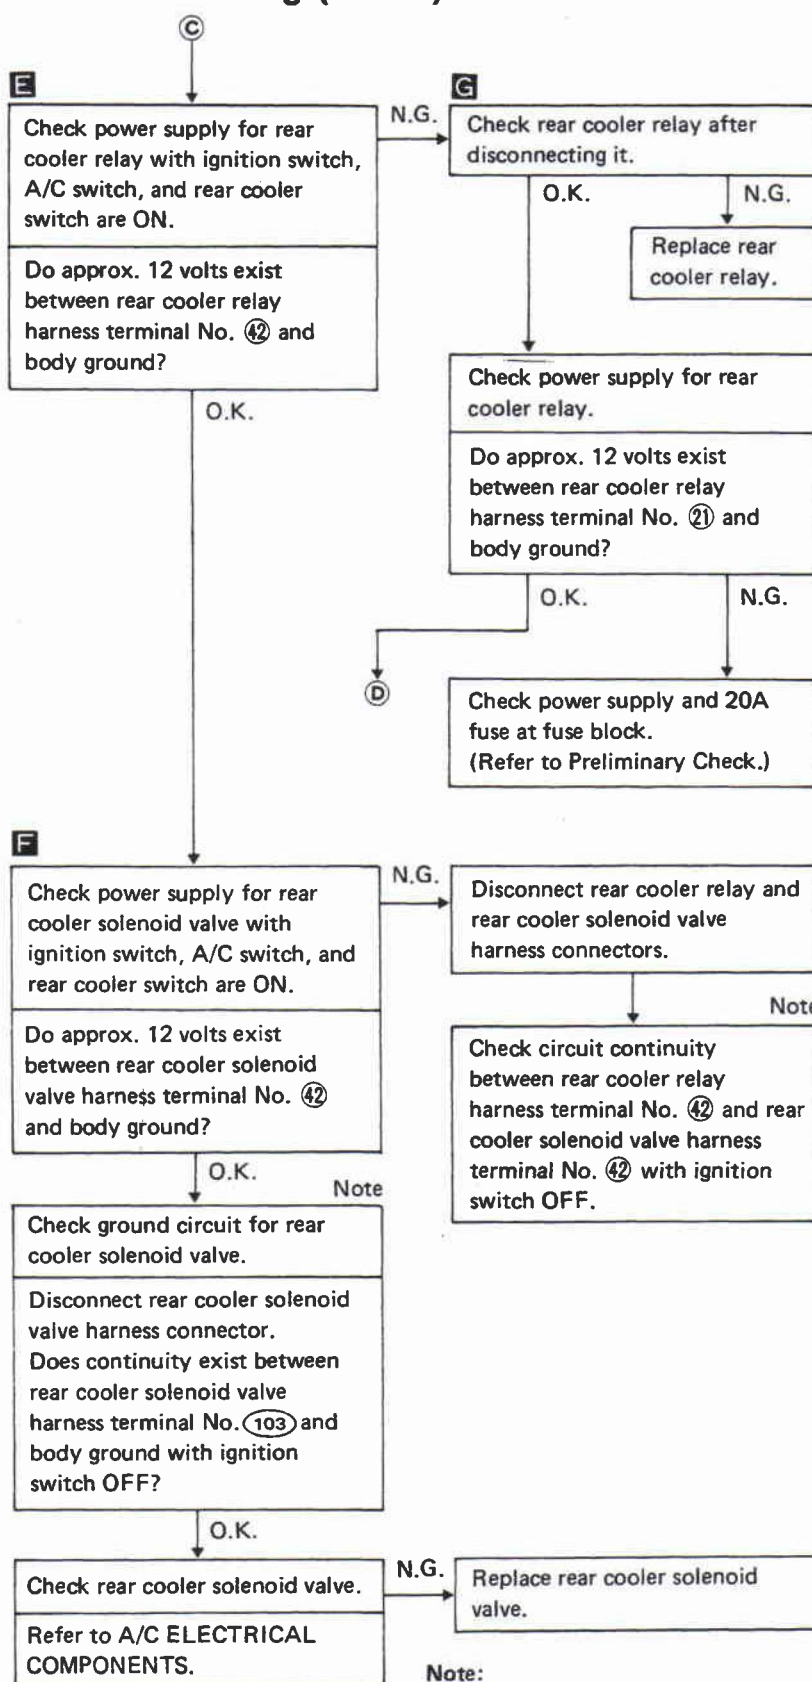 C
E
Check power supply for rear
cooler relay with ignition switch,
A/C switch, and rear cooler
switch are ON.
Do approx. 12 volts exist
between rear cooler relay
harness terminal No. 42 and
body ground?
N.G.
O.K.
G
Check rear cooler relay after
disconnecting it.
O.K.
N.G.
Replace rear
cooler relay.
Check power supply for rear
cooler relay.
Do approx. 12 volts exist
between rear cooler relay
harness terminal No. 21 and
body ground?
O.K.
N.G.
D
Check power supply and 20A
fuse at fuse block.
(Refer to Preliminary Check.)
F
Check power supply for rear
cooler solenoid valve with
ignition switch, A/C switch, and
rear cooler switch are ON.
Do approx. 12 volts exist
between rear cooler solenoid
valve harness terminal No. 42
and body ground?
N.G.
Disconnect rear cooler relay and
rear cooler solenoid valve
harness connectors.
Note
Check circuit continuity
between rear cooler relay
harness terminal No. 42 and rear
cooler solenoid valve harness
terminal No. 42 with ignition
switch OFF.
O.K.
Note
Check ground circuit for rear
cooler solenoid valve.
Disconnect rear cooler solenoid
valve harness connector.
Does continuity exist between
rear cooler solenoid valve
harness terminal No. 103 and
body ground with ignition
switch OFF?
O.K.
Check rear cooler solenoid valve.
Refer to A/C ELECTRICAL
COMPONENTS.
N.G.
Replace rear cooler solenoid
valve.
Note: